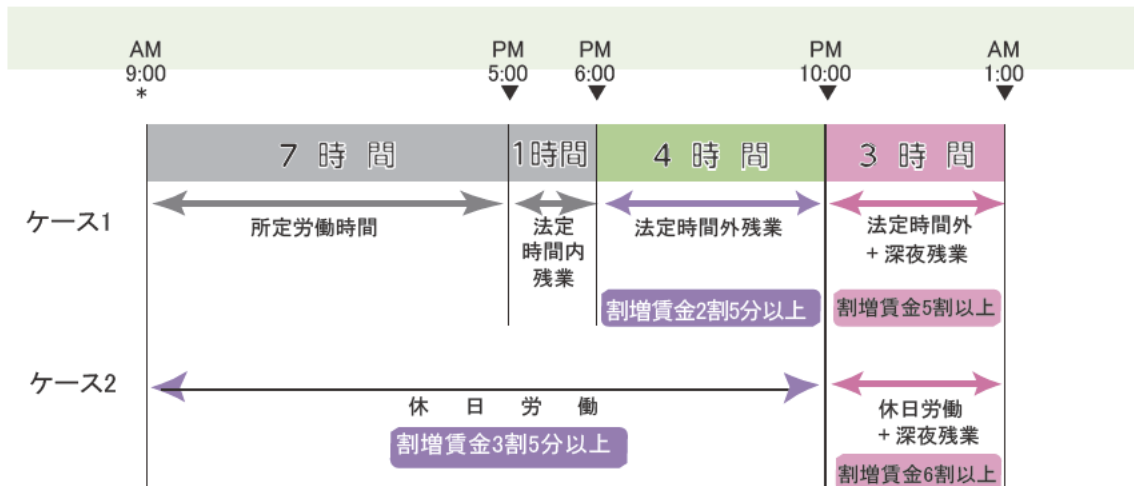 AM PM PM PM AM
9:00 5:00 6:00 10:00 1:00
* ▼ ▼ ▼ ▼
7 時 間 1時間 4 時 間 3 時 間
ケース1
所定労働時間
法定
時間内
残業
法定時間外残業
法定時間外
+ 深夜残業
割増賃金2割5分以上
割増賃金5割以上
ケース2
休 日 労 働
割増賃金3割5分以上
休日労働
+ 深夜残業
割増賃金6割以上